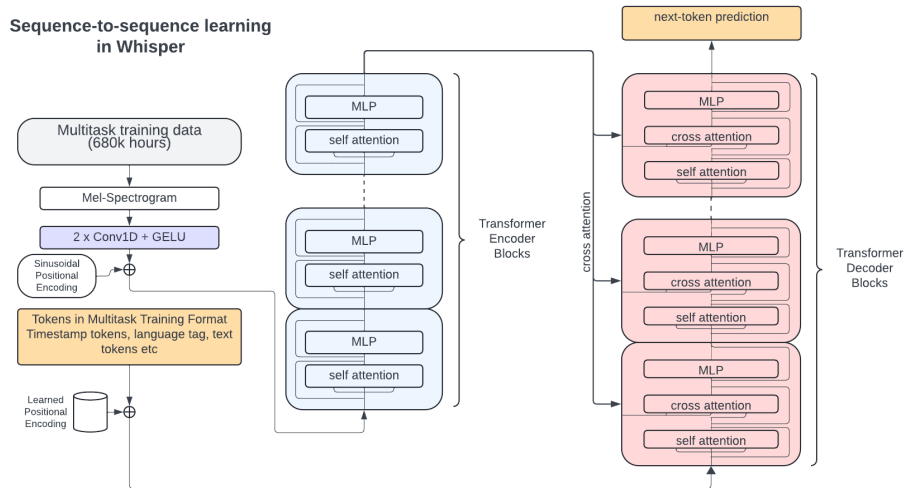 Sequence-to-sequence learning
in Whisper
Multitask training data
(680k hours)
Mel-Spectrogram
2 x Conv1D + GELU
Sinusoidal
Positional
Encoding
Tokens in Multitask Training Format
Timestamp tokens, language tag, text
tokens etc
Learned
Positional
Encoding
MLP
self attention
MLP
self attention
MLP
self attention
Transformer
Encoder
Blocks
cross attention
next-token prediction
MLP
cross attention
self attention
MLP
cross attention
self attention
MLP
cross attention
self attention
Transformer
Decoder
Blocks